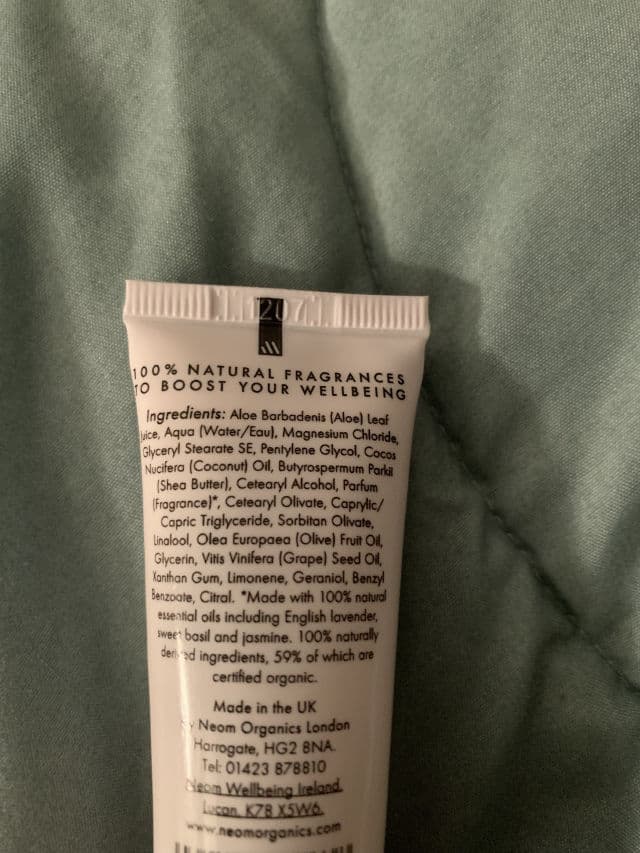 1207
100% NATURAL FRAGRANCES
TO BOOST YOUR WELLBEING
Ingredients: Aloe Barbadenis (Aloe) Leaf
Juice, Aqua (Water/Eau), Magnesium Chloride,
Glyceryl Stearate SE, Pentylene Glycol, Cocos
Nucifera (Coconut) Oil, Butyrospermum Parkii
(Shea Butter), Cetearyl Alcohol, Parfum
(Fragrance)*, Cetearyl Olivate, Caprylic/
Capric Triglyceride, Sorbitan Olivate,
Linalool, Olea Europaea (Olive) Fruit Oil,
Glycerin, Vitis Vinifera (Grape) Seed Oil,
Xanthan Gum, Limonene, Geraniol, Benzyl
Benzoate, Citral. *Made with 100% natural
essential oils including English lavender,
sweet basil and jasmine. 100% naturally
derived ingredients, 59% of which are
certified organic.
Made in the UK
by Neom Organics London
Harrogate, HG2 8NA.
Tel: 01423 878810
Neom Wellbeing Ireland,
Lucan, K78 X5W6.
www.neomorganics.com